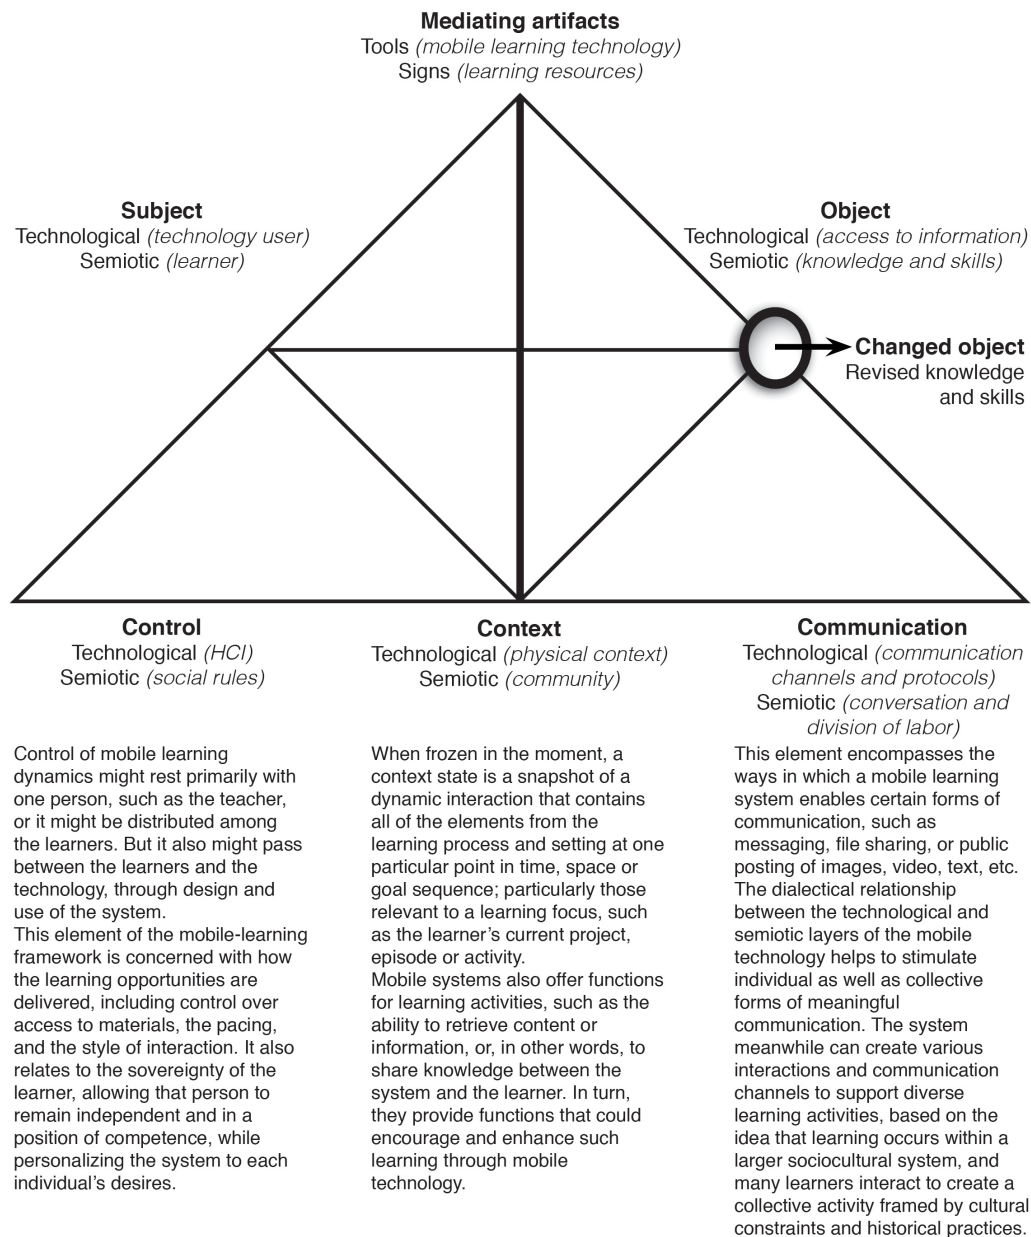 Mediating artifacts
Tools (mobile learning technology)
Signs (learning resources)
Subject
Technological (technology user)
Semiotic (learner)
Object
Technological (access to information)
Semiotic (knowledge and skills)
Changed object
Revised knowledge
and skills
Control
Technological (HCI)
Semiotic (social rules)
Control of mobile learning
dynamics might rest primarily with
one person, such as the teacher,
or it might be distributed among
the learners. But it also might pass
between the learners and the
technology, through design and
use of the system.
This element of the mobile-learning
framework is concerned with how
the learning opportunities are
delivered, including control over
access to materials, the pacing,
and the style of interaction. It also
relates to the sovereignty of the
learner, allowing that person to
remain independent and in a
position of competence, while
personalizing the system to each
individual's desires.
Context
Technological (physical context)
Semiotic (community)
When frozen in the moment, a
context state is a snapshot of a
dynamic interaction that contains
all of the elements from the
learning process and setting at one
particular point in time, space or
goal sequence; particularly those
relevant to a learning focus, such
as the learner's current project,
episode or activity.
Mobile systems also offer functions
for learning activities, such as the
ability to retrieve content or
information, or, in other words, to
share knowledge between the
system and the learner. In turn,
they provide functions that could
encourage and enhance such
learning through mobile
technology.
Communication
Technological (communication
channels and protocols)
Semiotic (conversation and
division of labor)
This element encompasses the
ways in which a mobile learning
system enables certain forms of
communication, such as
messaging, file sharing, or public
posting of images, video, text, etc.
The dialectical relationship
between the technological and
semiotic layers of the mobile
technology helps to stimulate
individual as well as collective
forms of meaningful
communication. The system
meanwhile can create various
interactions and communication
channels to support diverse
learning activities, based on the
idea that learning occurs within a
larger sociocultural system, and
many learners interact to create a
collective activity framed by cultural
constraints and historical practices.